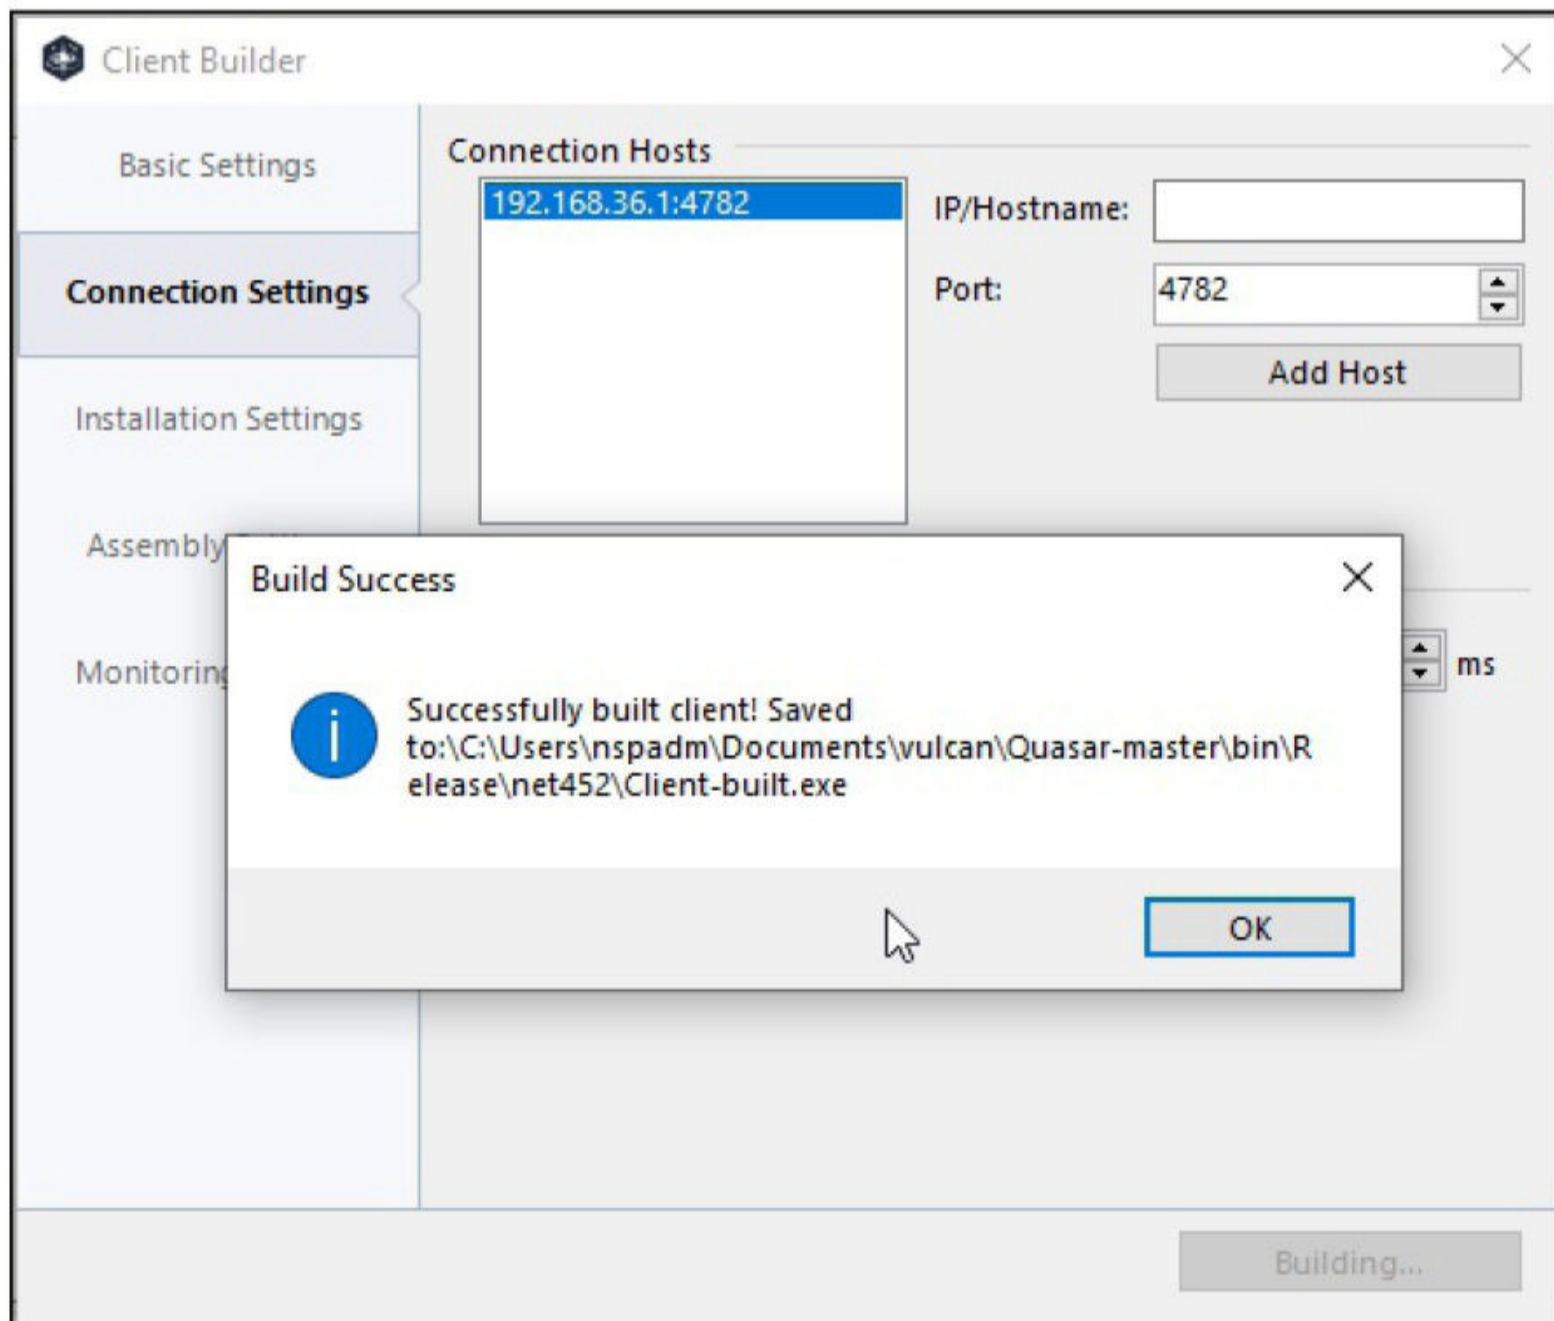 Client Builder
Basic Settings
Connection Settings
Installation Settings
Assembly
Monitoring
Connection Hosts
192.168.36.1:4782
IP/Hostname:
Port:
4782
Add Host
ms
Build Success
Successfully built client! Saved
to:\C:\Users\nspadm\Documents\vulcan\Quasar-master\bin\R
elease\net452\Client-built.exe
OK
Building...